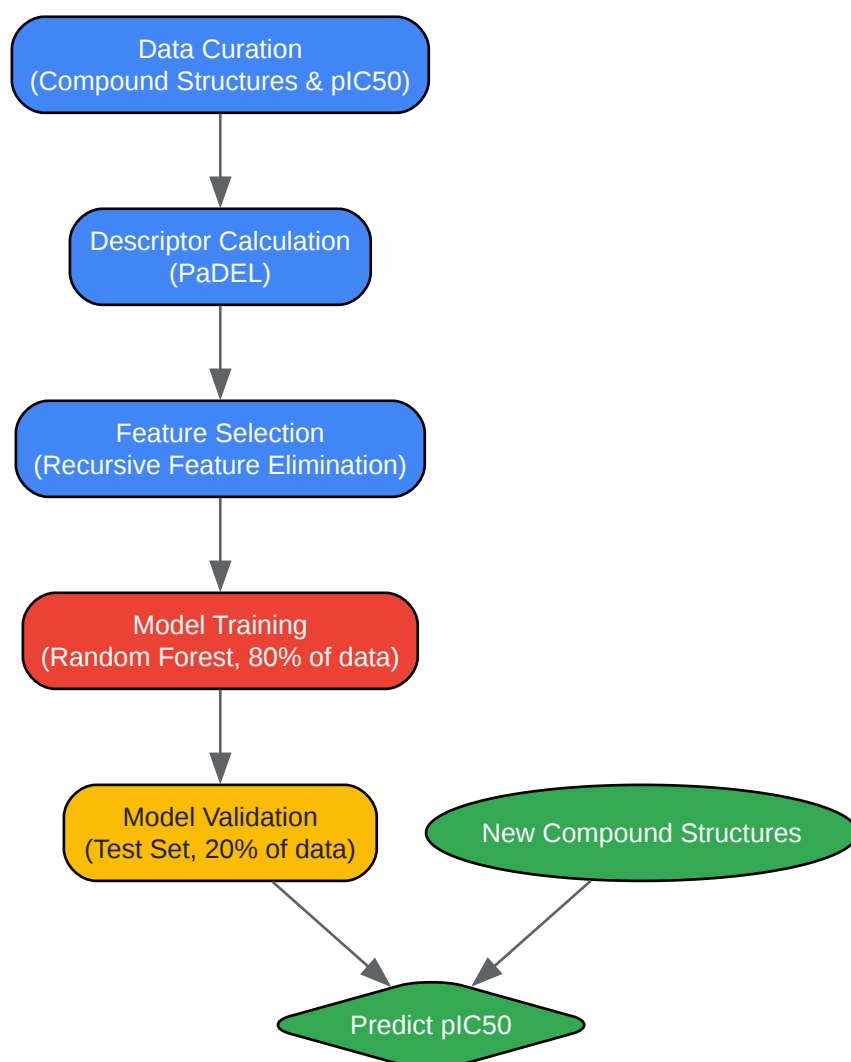 Data Curation
(Compound Structures & pIC50)
Descriptor Calculation
(PaDEL)
Feature Selection
(Recursive Feature Elimination)
Model Training
(Random Forest, 80% of data)
Model Validation
(Test Set, 20% of data)
New Compound Structures
Predict pIC50